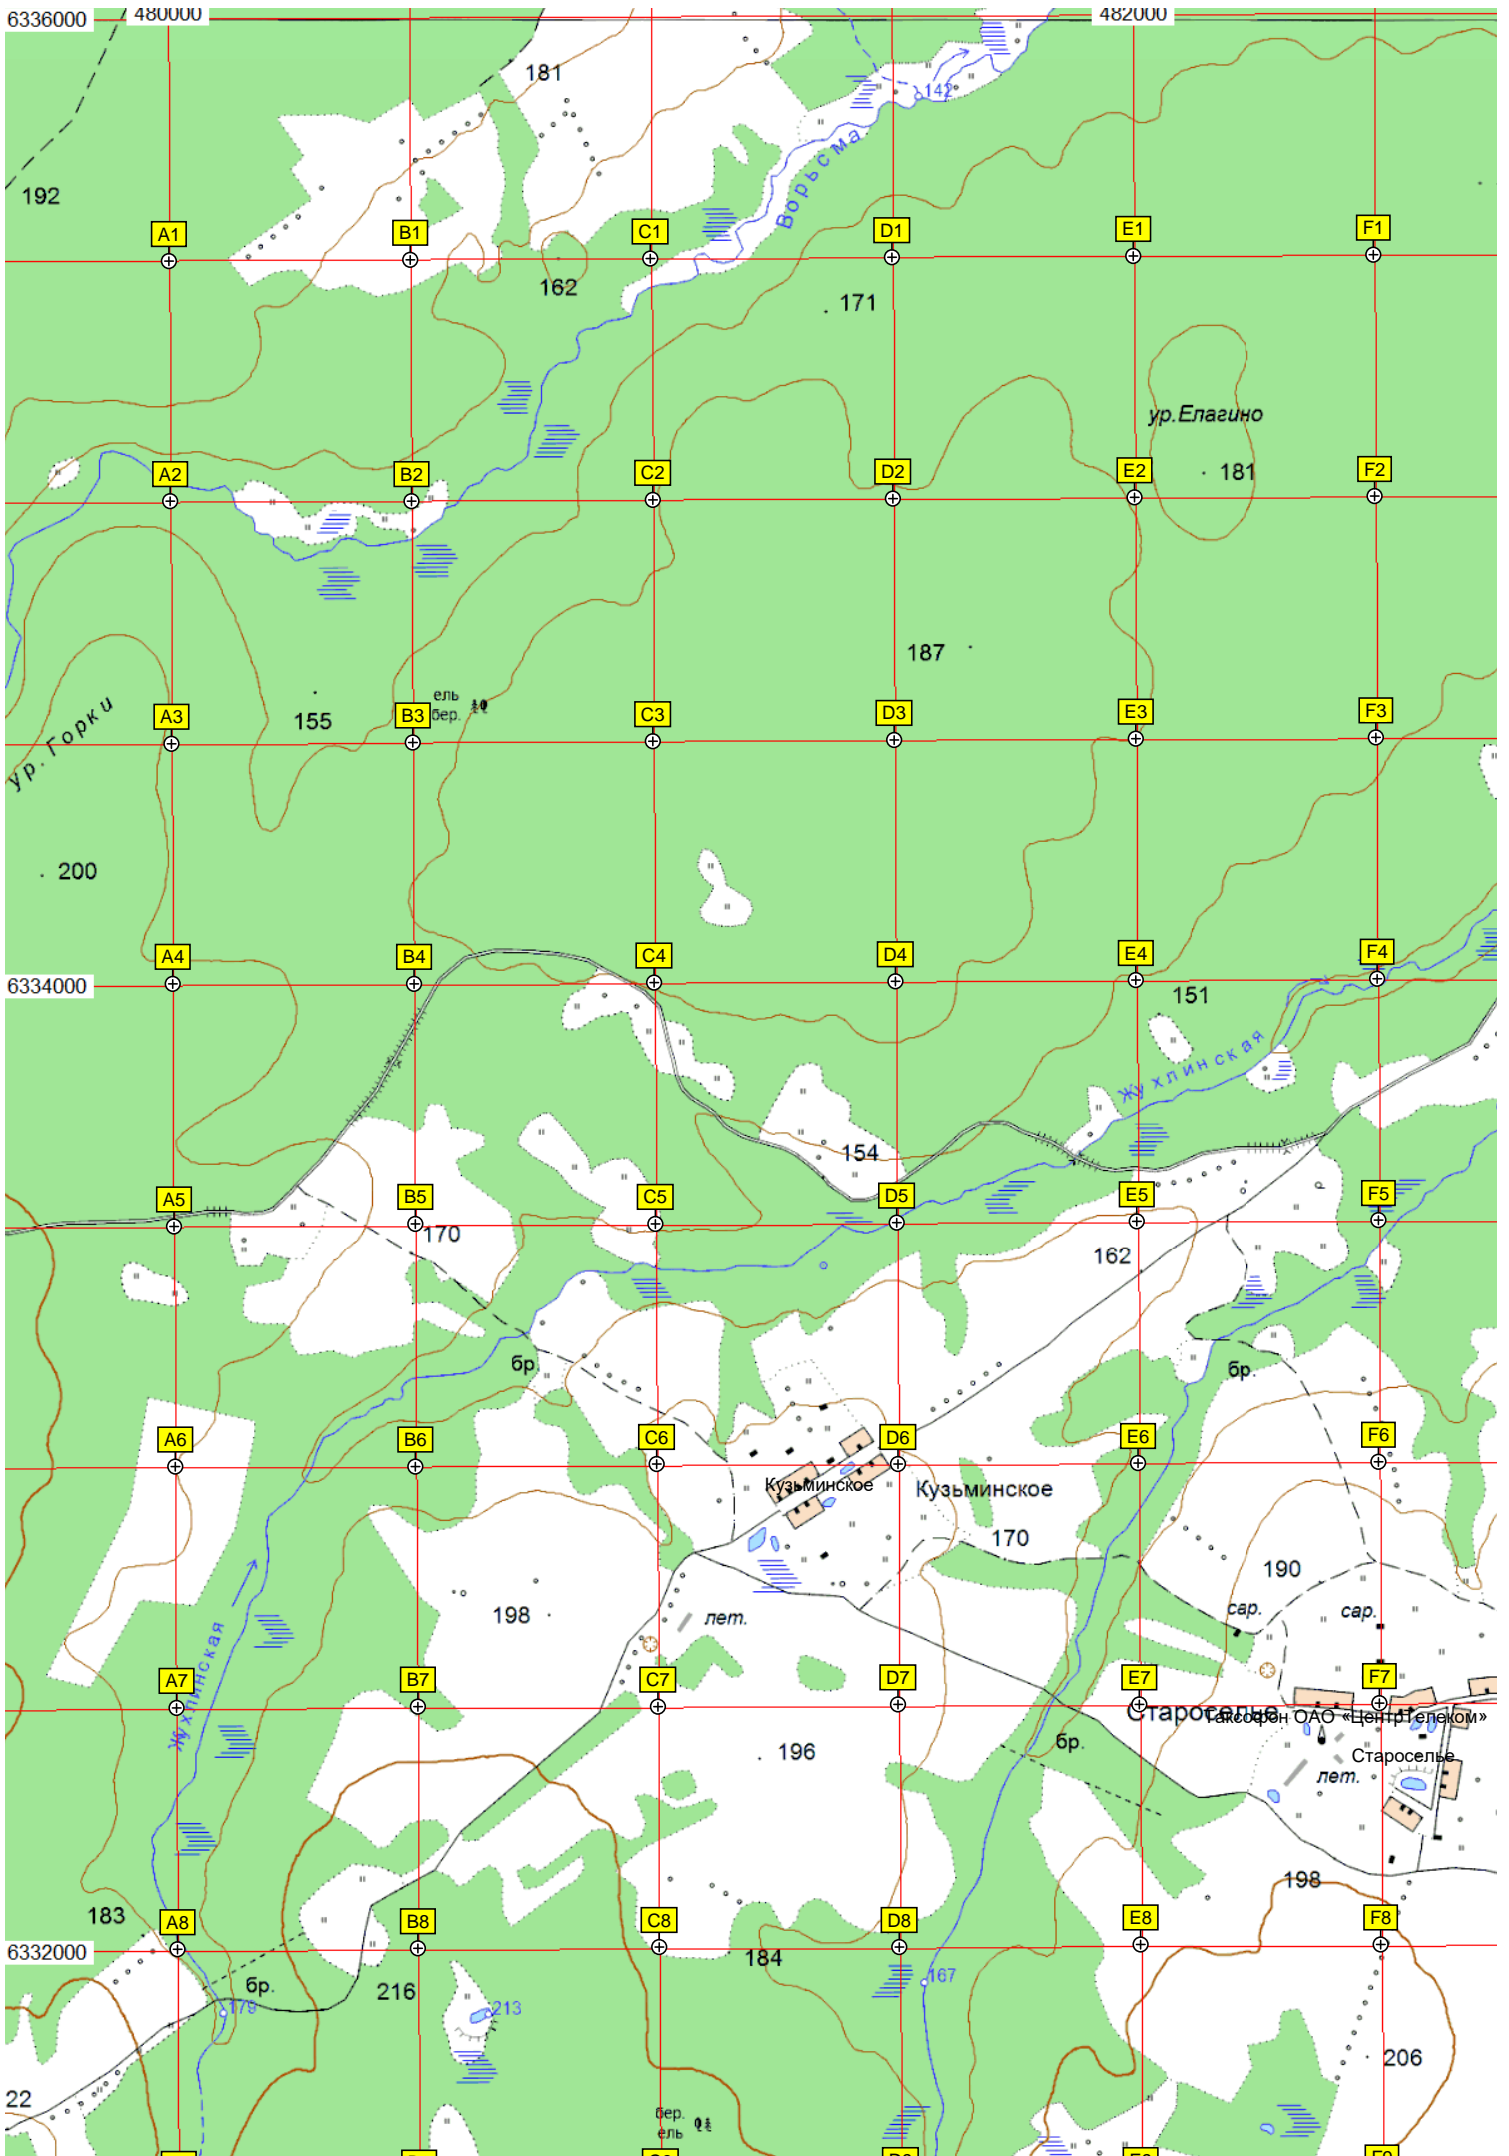 6336000 480000 482000
181
142
192
Ворьсма
A1 B1 C1 D1 E1 F1
162
171
ур.Елагино
181
A2 B2 C2 D2 E2 F2
187
ур. Горки
155
ель
бер.
A3 B3 C3 D3 E3 F3
200
A4 B4 C4 D4 E4 F4
6334000
151
Жухлинская
154
A5 B5 C5 D5 E5 F5
170
162
бр.
бр.
A6 B6 C6 D6 E6 F6
Кузьминское
Кузьминское
170
190
198
лет.
сар.
сар.
Жухлинская
A7 B7 C7 D7 E7 F7
Староселье
Таксофон ОАО «ЦентрТелеком»
бр.
196
Староселье
лет.
198
183
A8 B8 C8 D8 E8 F8
6332000
184
167
бр.
216
179
213
206
22
бер.
ель